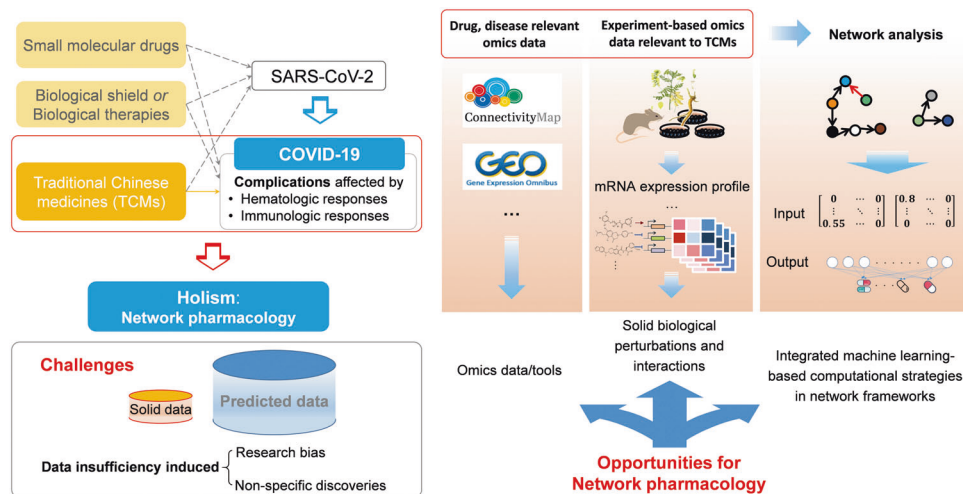 Small molecular drugs
Biological shield or
Biological therapies
Traditional Chinese
medicines (TCMs)
SARS-CoV-2
COVID-19
Complications affected by
• Hematologic responses
• Immunologic responses
Holism:
Network pharmacology
Challenges
Solid data
Predicted data
Data insufficiency induced
Research bias
Non-specific discoveries
Drug, disease relevant
omics data
ConnectivityMap
GEO
Gene Expression Omnibus
...
Omics data/tools
Experiment-based omics
data relevant to TCMs
mRNA expression profile
Solid biological
perturbations and
interactions
Network analysis
Input
0 ⋯ 0 0.8 ⋯ 0
⋮ ⋱ ⋮ ⋮ ⋱ ⋮
0.55 ⋯ 0 0 ⋯ 0
Output
Integrated machine learning-
based computational strategies
in network frameworks
Opportunities for
Network pharmacology